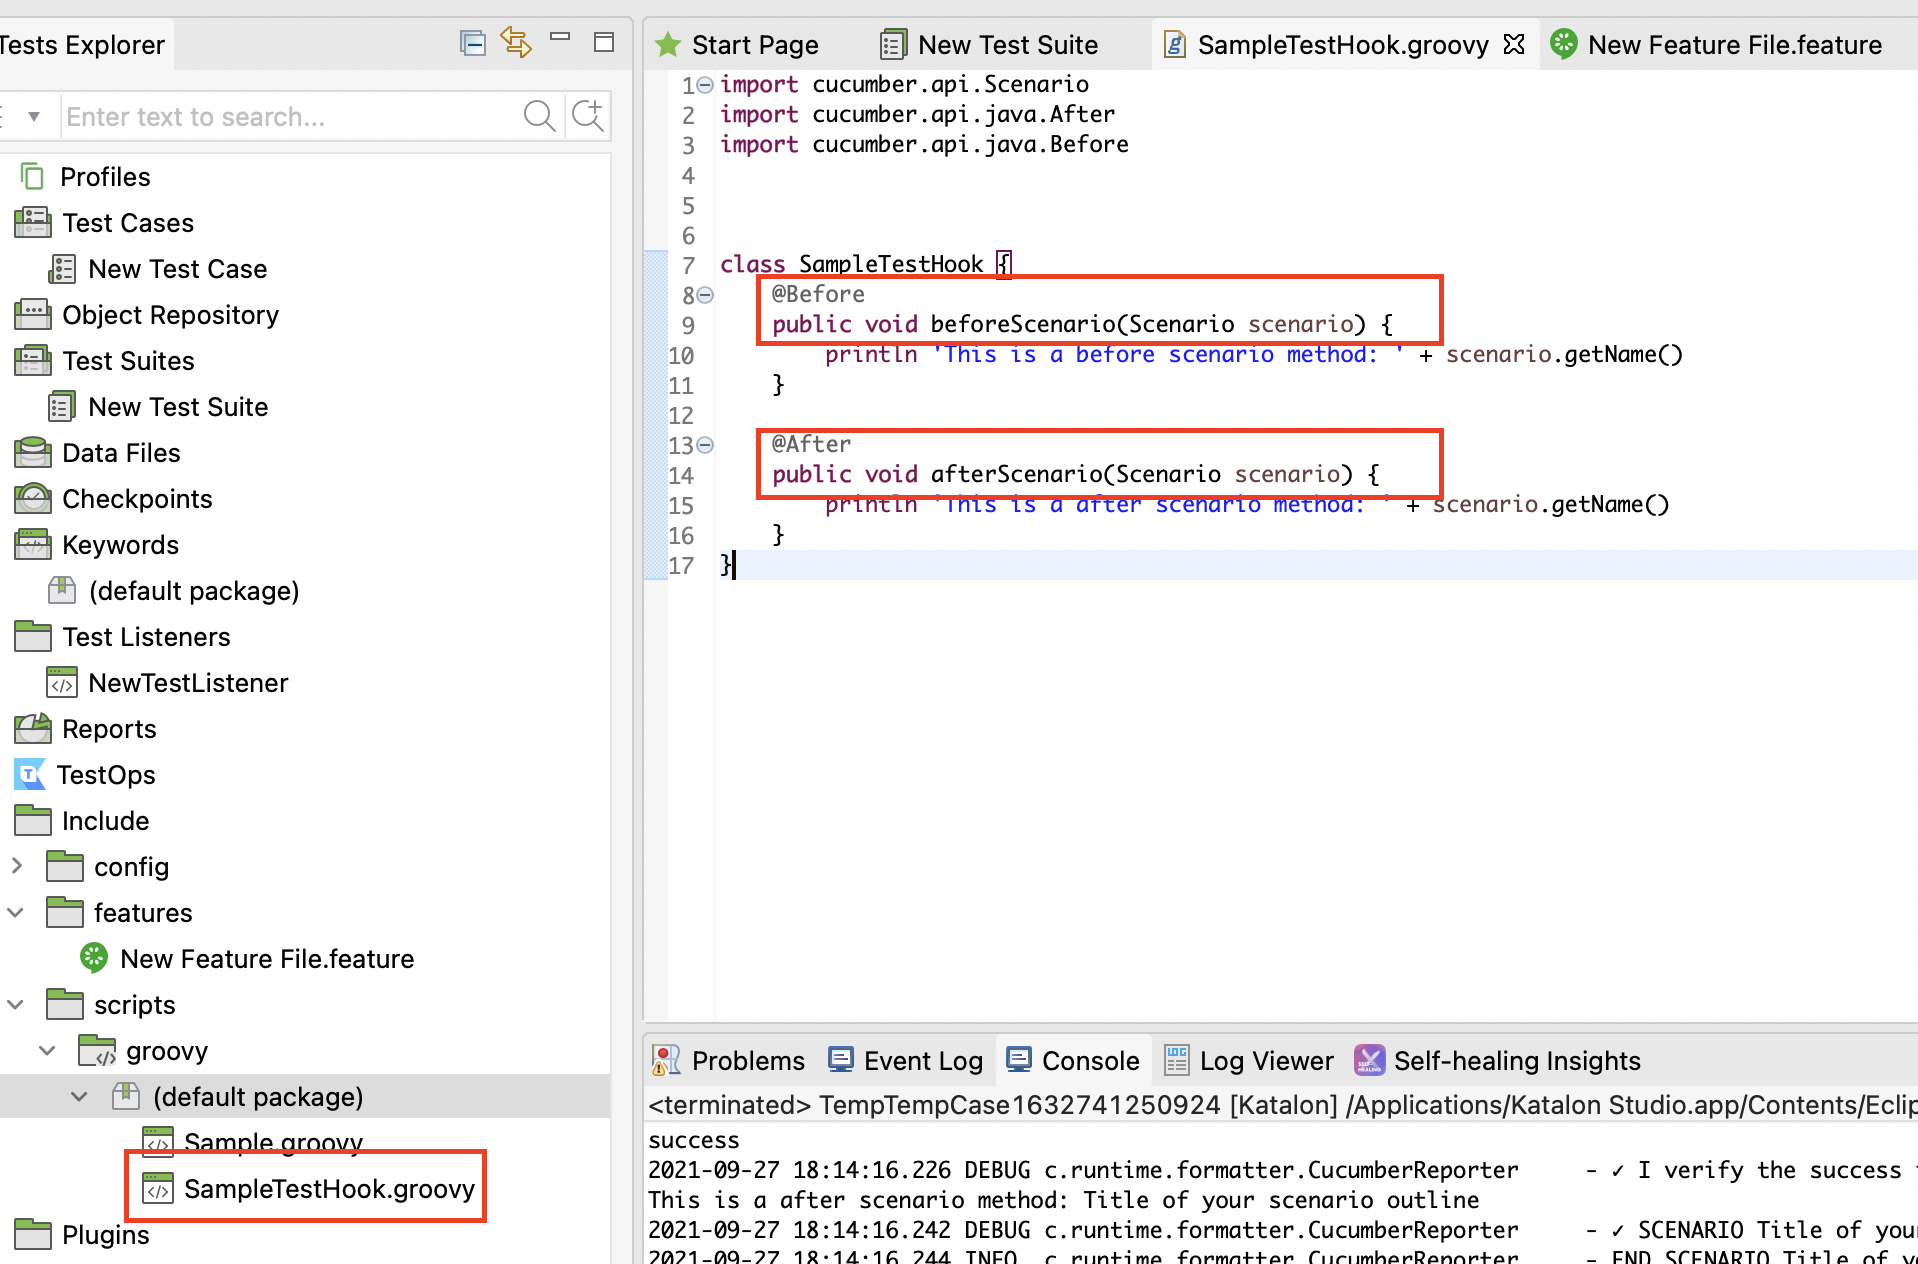 Tests Explorer
Enter text to search...
Profiles
Test Cases
New Test Case
Object Repository
Test Suites
New Test Suite
Data Files
Checkpoints
Keywords
(default package)
Test Listeners
NewTestListener
Reports
TestOps
Include
config
features
New Feature File.feature
scripts
groovy
(default package)
Sample.groovy
SampleTestHook.groovy
Plugins
Start Page
New Test Suite
SampleTestHook.groovy
New Feature File.feature
1 import cucumber.api.Scenario
2 import cucumber.api.java.After
3 import cucumber.api.java.Before
4
5
6
7 class SampleTestHook {
8 @Before
9 public void beforeScenario(Scenario scenario) {
10 println 'This is a before scenario method: ' + scenario.getName()
11 }
12
13 @After
14 public void afterScenario(Scenario scenario) {
15 println 'This is a after scenario method: ' + scenario.getName()
16 }
17 }
Problems
Event Log
Console
Log Viewer
Self-healing Insights
<terminated> TempTempCase1632741250924 [Katalon] /Applications/Katalon Studio.app/Contents/Eclip
success
2021-09-27 18:14:16.226 DEBUG c.runtime.formatter.CucumberReporter - ✓ I verify the success
This is a after scenario method: Title of your scenario outline
2021-09-27 18:14:16.242 DEBUG c.runtime.formatter.CucumberReporter - ✓ SCENARIO Title of you
2021-09-27 18:14:16.244 INFO c.runtime.formatter.CucumberReporter - END SCENARIO Title of